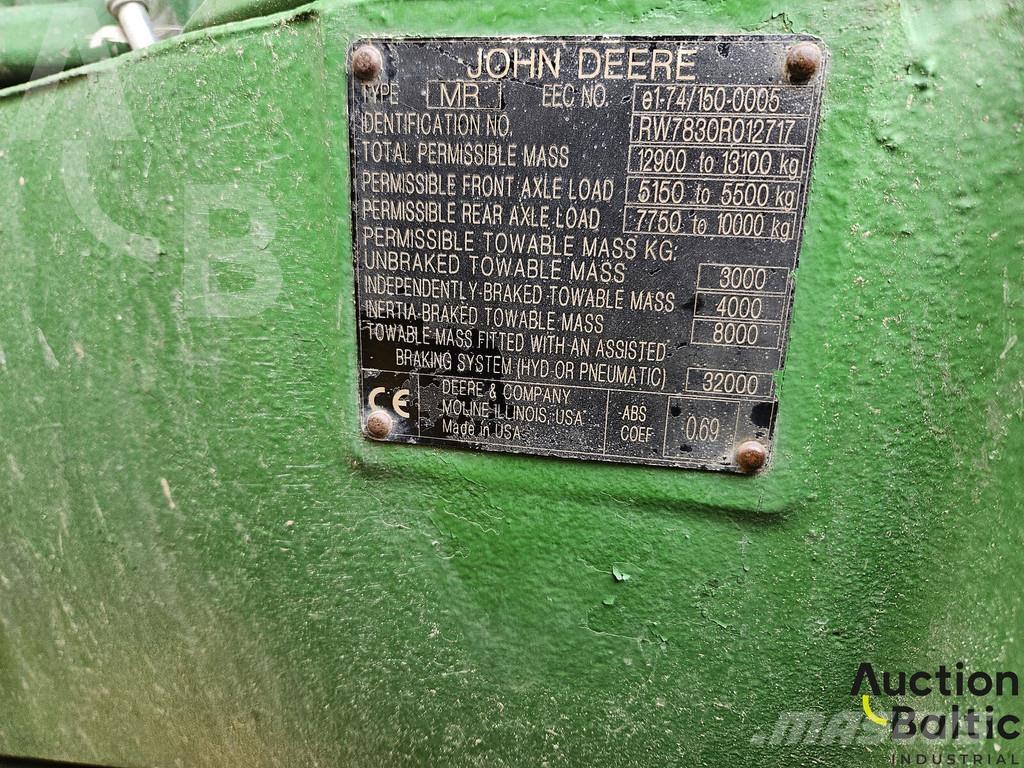 JOHN DEERE
TYPE MR EEC NO. e1-74/150-0005
IDENTIFICATION NO. RW7830R012717
TOTAL PERMISSIBLE MASS 12900 to 13100 kg
PERMISSIBLE FRONT AXLE LOAD 5150 to 5500 kg
PERMISSIBLE REAR AXLE LOAD 7750 to 10000 kg
PERMISSIBLE TOWABLE MASS KG:
UNBRAKED TOWABLE MASS 3000
INDEPENDENTLY-BRAKED TOWABLE MASS 4000
INERTIA-BRAKED TOWABLE MASS 8000
TOWABLE MASS FITTED WITH AN ASSISTED
BRAKING SYSTEM (HYD OR PNEUMATIC) 32000
CE
DEERE & COMPANY
MOLINE ILLINOIS, USA
Made in USA
ABS
COEF
0.69
Auction
Baltic
INDUSTRIAL